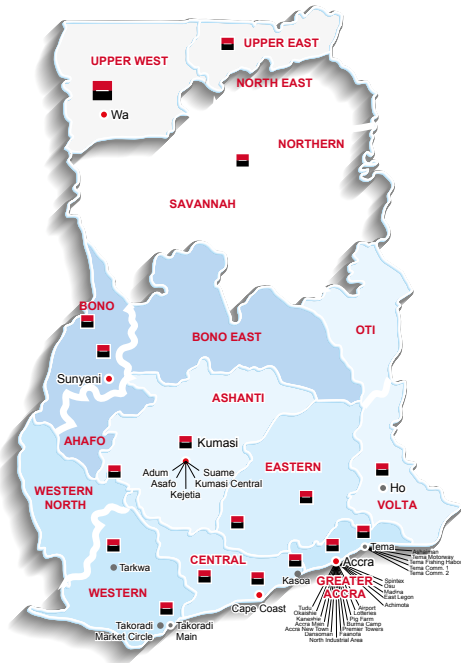 UPPER EAST
UPPER WEST
NORTH EAST
Wa
NORTHERN
SAVANNAH
BONO
OTI
BONO EAST
Sunyani
ASHANTI
AHAFO
Kumasi
Adum
Suame
Asafo
Kumasi Central
Kejetia
EASTERN
WESTERN
NORTH
Ho
VOLTA
Tema
Ashaiman
Tema Motorway
Tema Fishing Habor
Tema Comm. 1
Tema Comm. 2
CENTRAL
Tarkwa
Accra
Kasoa
GREATER
ACCRA
Spintex
Osu
Madina
East Legon
Achimota
WESTERN
Cape Coast
Takoradi
Market Circle
Takoradi
Main
Tudu
Okaishie
Kaneshie
Accra Main
Accra New Town
Dansoman
North Industrial Area
Airport
Lotteries
Pig Farm
Burma Camp
Premier Towers
Faanofa